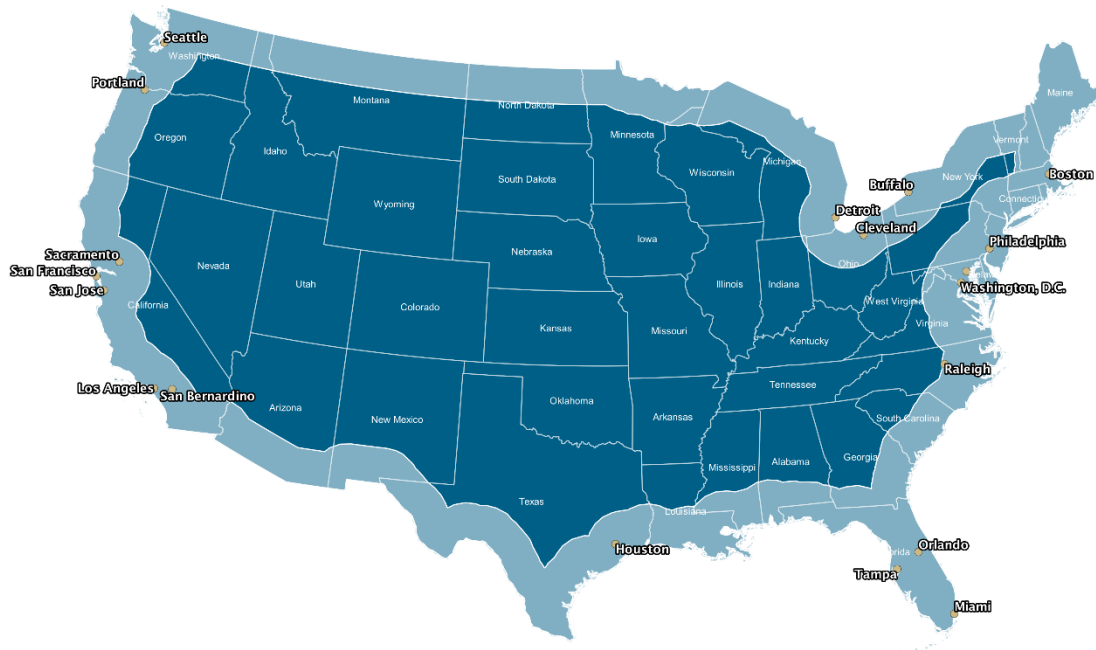 Seattle
Washington
Maine
Portland
Montana
North Dakota
Minnesota
Oregon
Vermont
Idaho
Michigan
Wisconsin
New York
Boston
South Dakota
Buffalo
Connectic
Wyoming
Detroit
Cleveland
Iowa
Philadelphia
Sacramento
Nebraska
Ohio
San Francisco
Nevada
Utah
Illinois
Indiana
Washington, D.C.
San Jose
California
Colorado
West Virginia
Kansas
Missouri
Virginia
Kentucky
Raleigh
Los Angeles
San Bernardino
Tennessee
Oklahoma
Arizona
New Mexico
Arkansas
South Carolina
Georgia
Mississippi
Alabama
Texas
Louisiana
Houston
Orlando
rida
Tampa
Miami